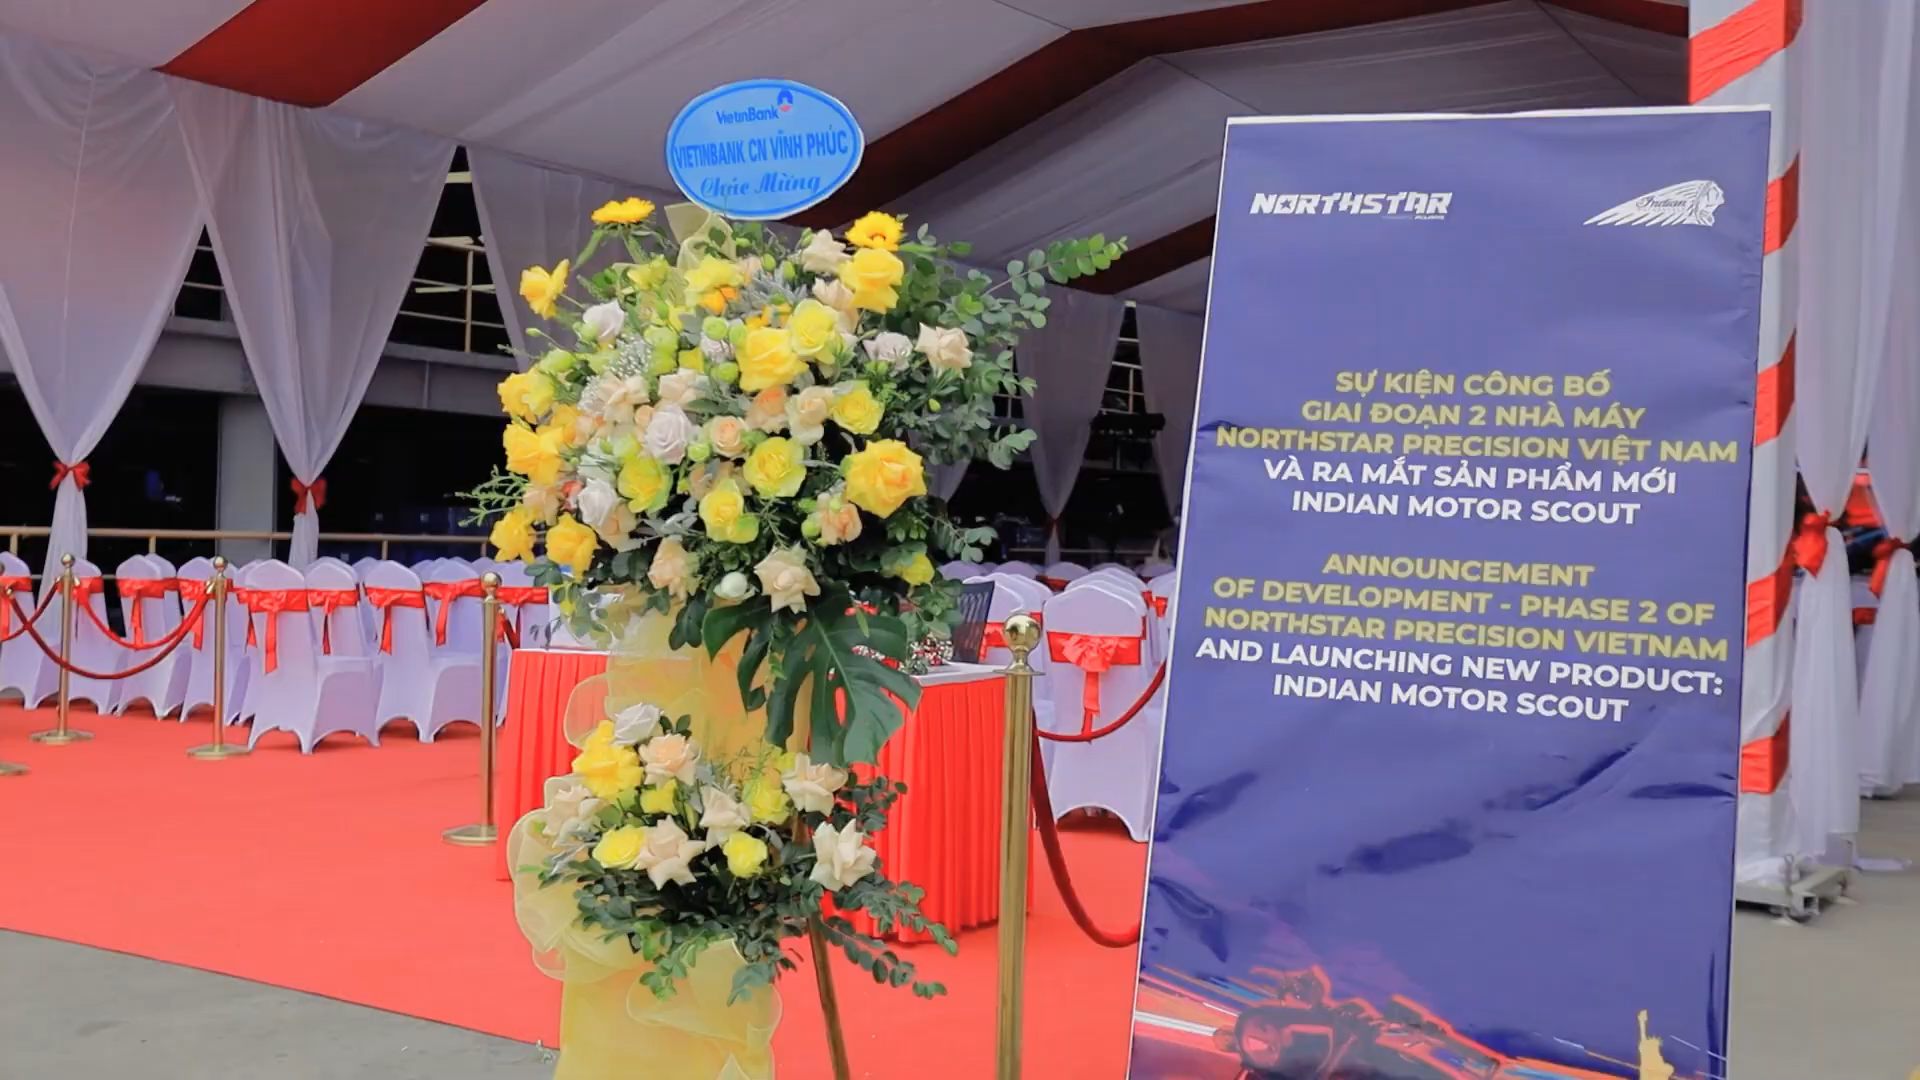 VietinBank
VIETINBANK CN VĨNH PHÚC
Chúc Mừng
NORTHSTAR
Indian
SỰ KIỆN CÔNG BỐ
GIAI ĐOẠN 2 NHÀ MÁY
NORTHSTAR PRECISION VIỆT NAM
VÀ RA MẮT SẢN PHẨM MỚI
INDIAN MOTOR SCOUT
ANNOUNCEMENT
OF DEVELOPMENT - PHASE 2 OF
NORTHSTAR PRECISION VIETNAM
AND LAUNCHING NEW PRODUCT:
INDIAN MOTOR SCOUT